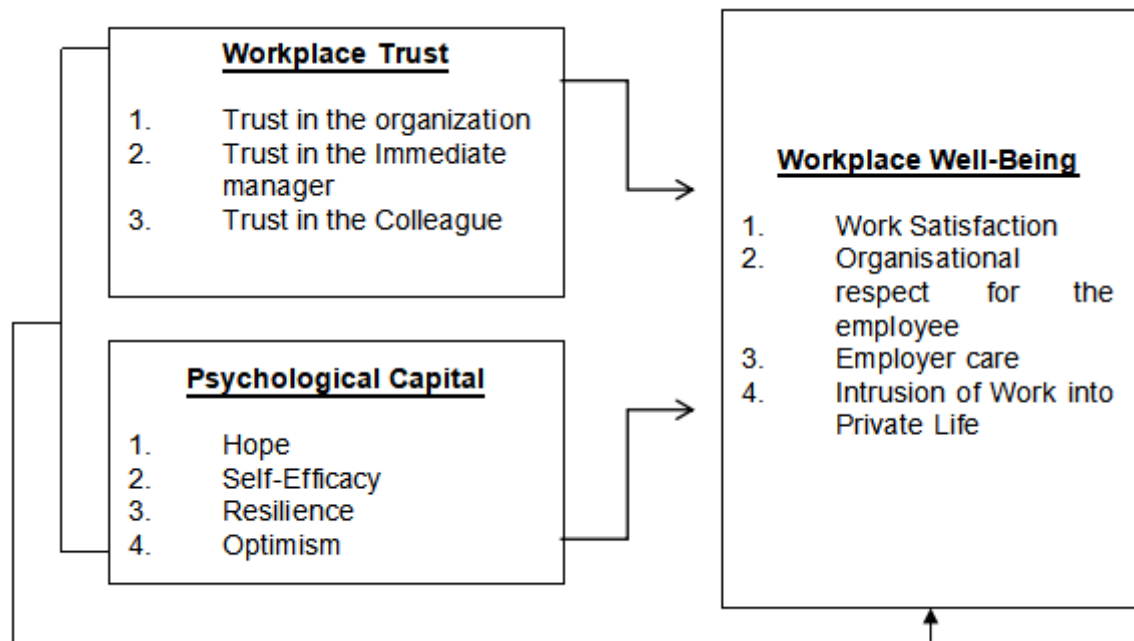 Workplace Trust
1. Trust in the organization
2. Trust in the Immediate
manager
3. Trust in the Colleague
Psychological Capital
1. Hope
2. Self-Efficacy
3. Resilience
4. Optimism
Workplace Well-Being
1. Work Satisfaction
2. Organisational
respect for the
employee
3. Employer care
4. Intrusion of Work into
Private Life